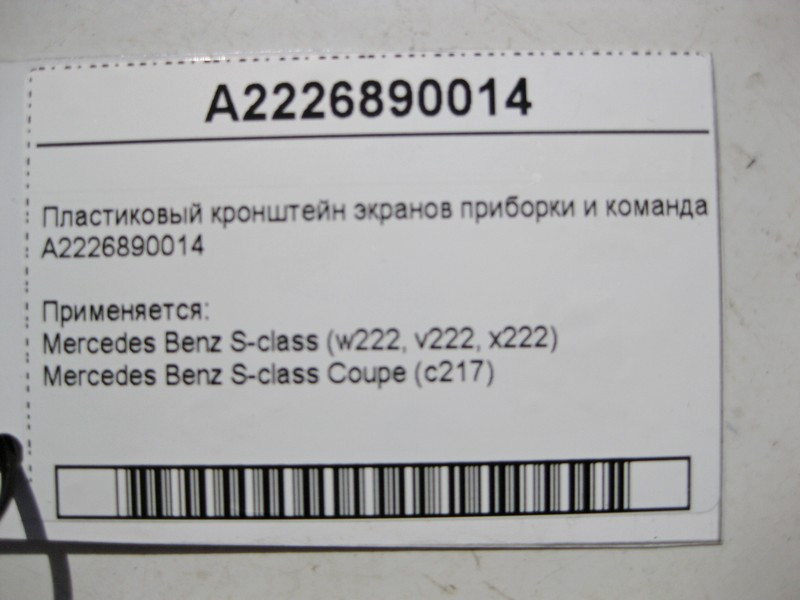 A2226890014
Пластиковый кронштейн экранов приборки и команда
A2226890014
Применяется:
Mercedes Benz S-class (w222, v222, x222)
Mercedes Benz S-class Coupe (c217)